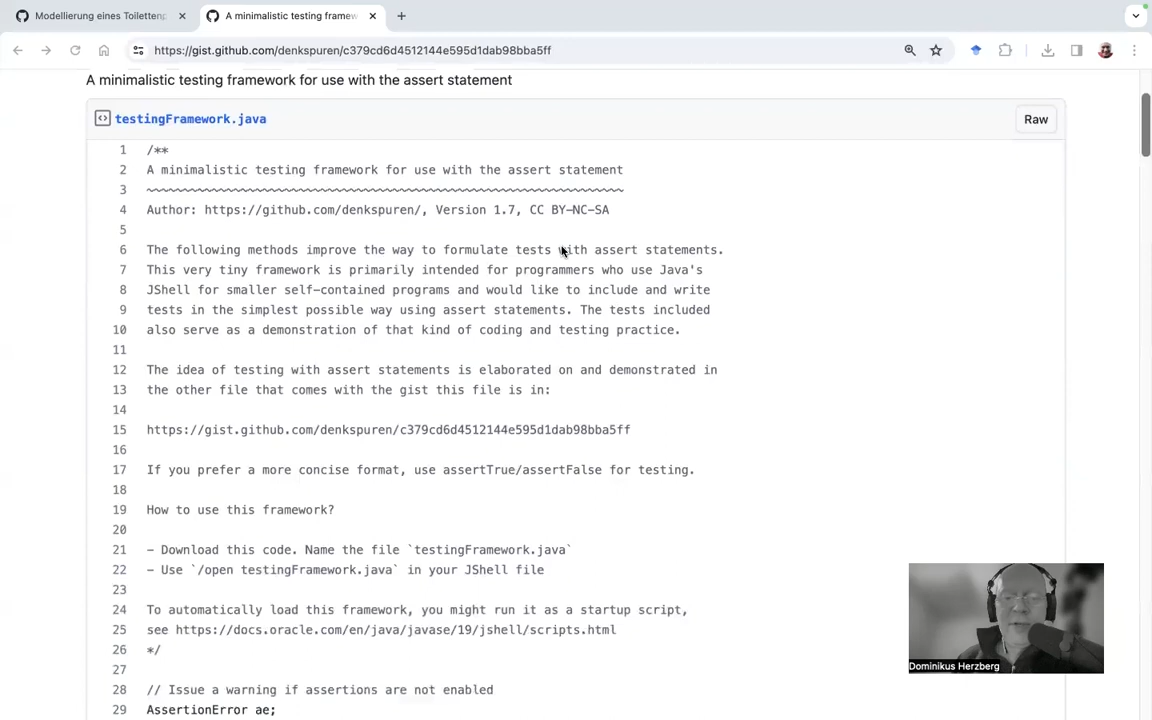 Modellierung eines Toilettenp
A minimalistic testing framew
https://gist.github.com/denkspuren/c379cd6d4512144e595d1dab98bba5ff
A minimalistic testing framework for use with the assert statement
testingFramework.java
Raw
1 /**
2 A minimalistic testing framework for use with the assert statement
3 ~~~~~~~~~~~~~~~~~~~~~~~~~~~~~~~~~~~~~~~~~~~~~~~~~~~~~~~~~~~~~~~~~~
4 Author: https://github.com/denkspuren/, Version 1.7, CC BY-NC-SA
5
6 The following methods improve the way to formulate tests with assert statements.
7 This very tiny framework is primarily intended for programmers who use Java's
8 JShell for smaller self-contained programs and would like to include and write
9 tests in the simplest possible way using assert statements. The tests included
10 also serve as a demonstration of that kind of coding and testing practice.
11
12 The idea of testing with assert statements is elaborated on and demonstrated in
13 the other file that comes with the gist this file is in:
14
15 https://gist.github.com/denkspuren/c379cd6d4512144e595d1dab98bba5ff
16
17 If you prefer a more concise format, use assertTrue/assertFalse for testing.
18
19 How to use this framework?
20
21 - Download this code. Name the file `testingFramework.java`
22 - Use `/open testingFramework.java` in your JShell file
23
24 To automatically load this framework, you might run it as a startup script,
25 see https://docs.oracle.com/en/java/javase/19/jshell/scripts.html
26 */
27
28 // Issue a warning if assertions are not enabled
29 AssertionError ae;
Dominikus Herzberg